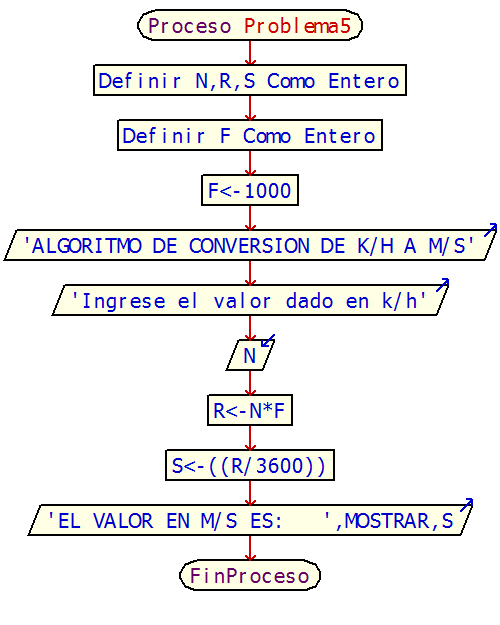 Proceso Problema5
Definir N,R,S Como Entero
Definir F Como Entero
F<-1000
'ALGORITMO DE CONVERSION DE K/H A M/S'
'Ingrese el valor dado en k/h'
N
R<-N*F
S<-((R/3600))
'EL VALOR EN M/S ES:   ',MOSTRAR,S
FinProceso